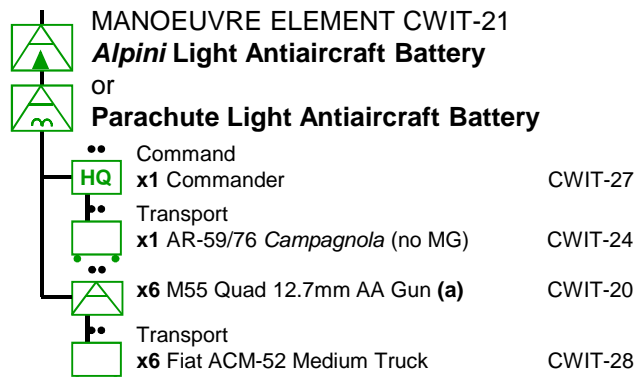 MANOEUVRE ELEMENT CWIT-21
Alpini Light Antiaircraft Battery
or
Parachute Light Antiaircraft Battery
Command
HQ x1 Commander CWIT-27
Transport
x1 AR-59/76 Campagnola (no MG) CWIT-24
x6 M55 Quad 12.7mm AA Gun (a) CWIT-20
Transport
x6 Fiat ACM-52 Medium Truck CWIT-28